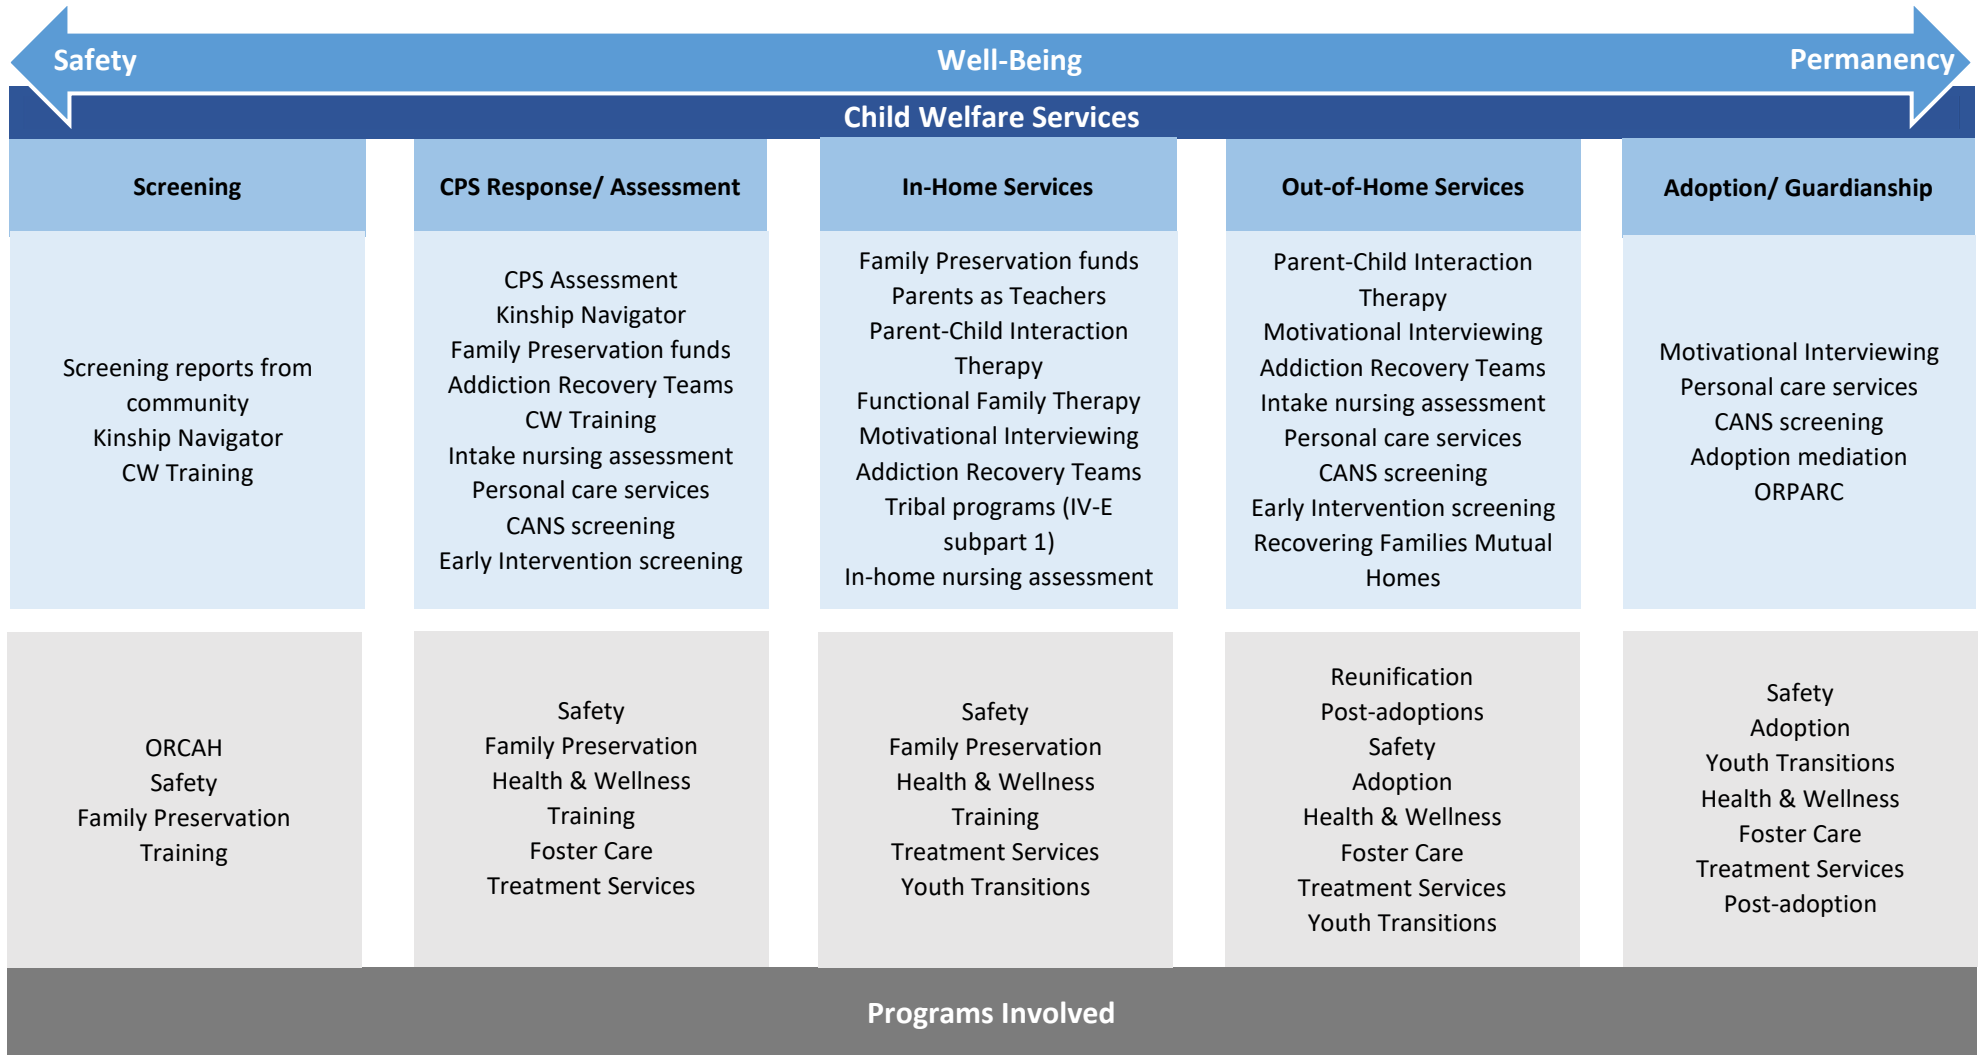 Safety
Well-Being
Permanency
Child Welfare Services
Screening
CPS Response/ Assessment
In-Home Services
Out-of-Home Services
Adoption/ Guardianship
Screening reports from
community
Kinship Navigator
CW Training
CPS Assessment
Kinship Navigator
Family Preservation funds
Addiction Recovery Teams
CW Training
Intake nursing assessment
Personal care services
CANS screening
Early Intervention screening
Family Preservation funds
Parents as Teachers
Parent-Child Interaction
Therapy
Functional Family Therapy
Motivational Interviewing
Addiction Recovery Teams
Tribal programs (IV-E
subpart 1)
In-home nursing assessment
Parent-Child Interaction
Therapy
Motivational Interviewing
Addiction Recovery Teams
Intake nursing assessment
Personal care services
CANS screening
Early Intervention screening
Recovering Families Mutual
Homes
Motivational Interviewing
Personal care services
CANS screening
Adoption mediation
ORPARC
ORCAH
Safety
Family Preservation
Training
Safety
Family Preservation
Health & Wellness
Training
Foster Care
Treatment Services
Safety
Family Preservation
Health & Wellness
Training
Treatment Services
Youth Transitions
Reunification
Post-adoptions
Safety
Adoption
Health & Wellness
Foster Care
Treatment Services
Youth Transitions
Safety
Adoption
Youth Transitions
Health & Wellness
Foster Care
Treatment Services
Post-adoption
Programs Involved